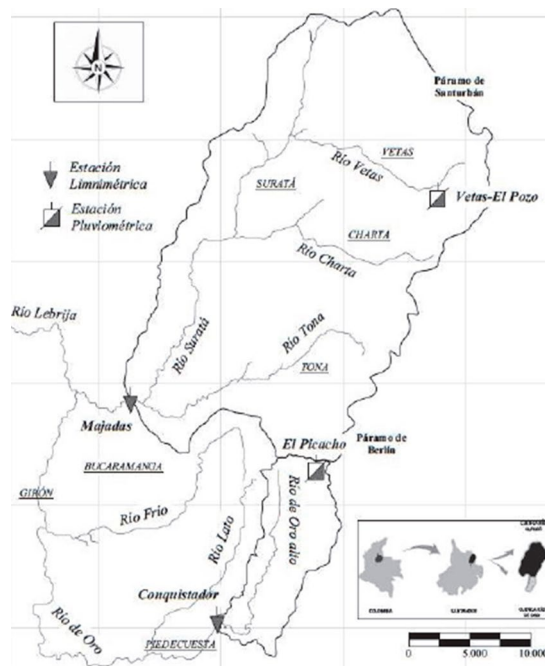 N
Páramo de
Santurbán
VETAS
Río Vetas
Estación
Limnimétrica
SURATÁ
Vetas-El Pozo
Estación
Pluviométrica
CHARTA
Río Charta
Río Lebrija
Río Suratá
Río Tona
TONA
Majadas
El Picacho
Páramo de
Berlín
BUCARAMANGA
GIRÓN
Río de Oro alto
Río Frío
Río Lato
Conquistador
Río de Oro
PIEDECUESTA
COLOMBIA
SANTANDER
0 5 000 10 000